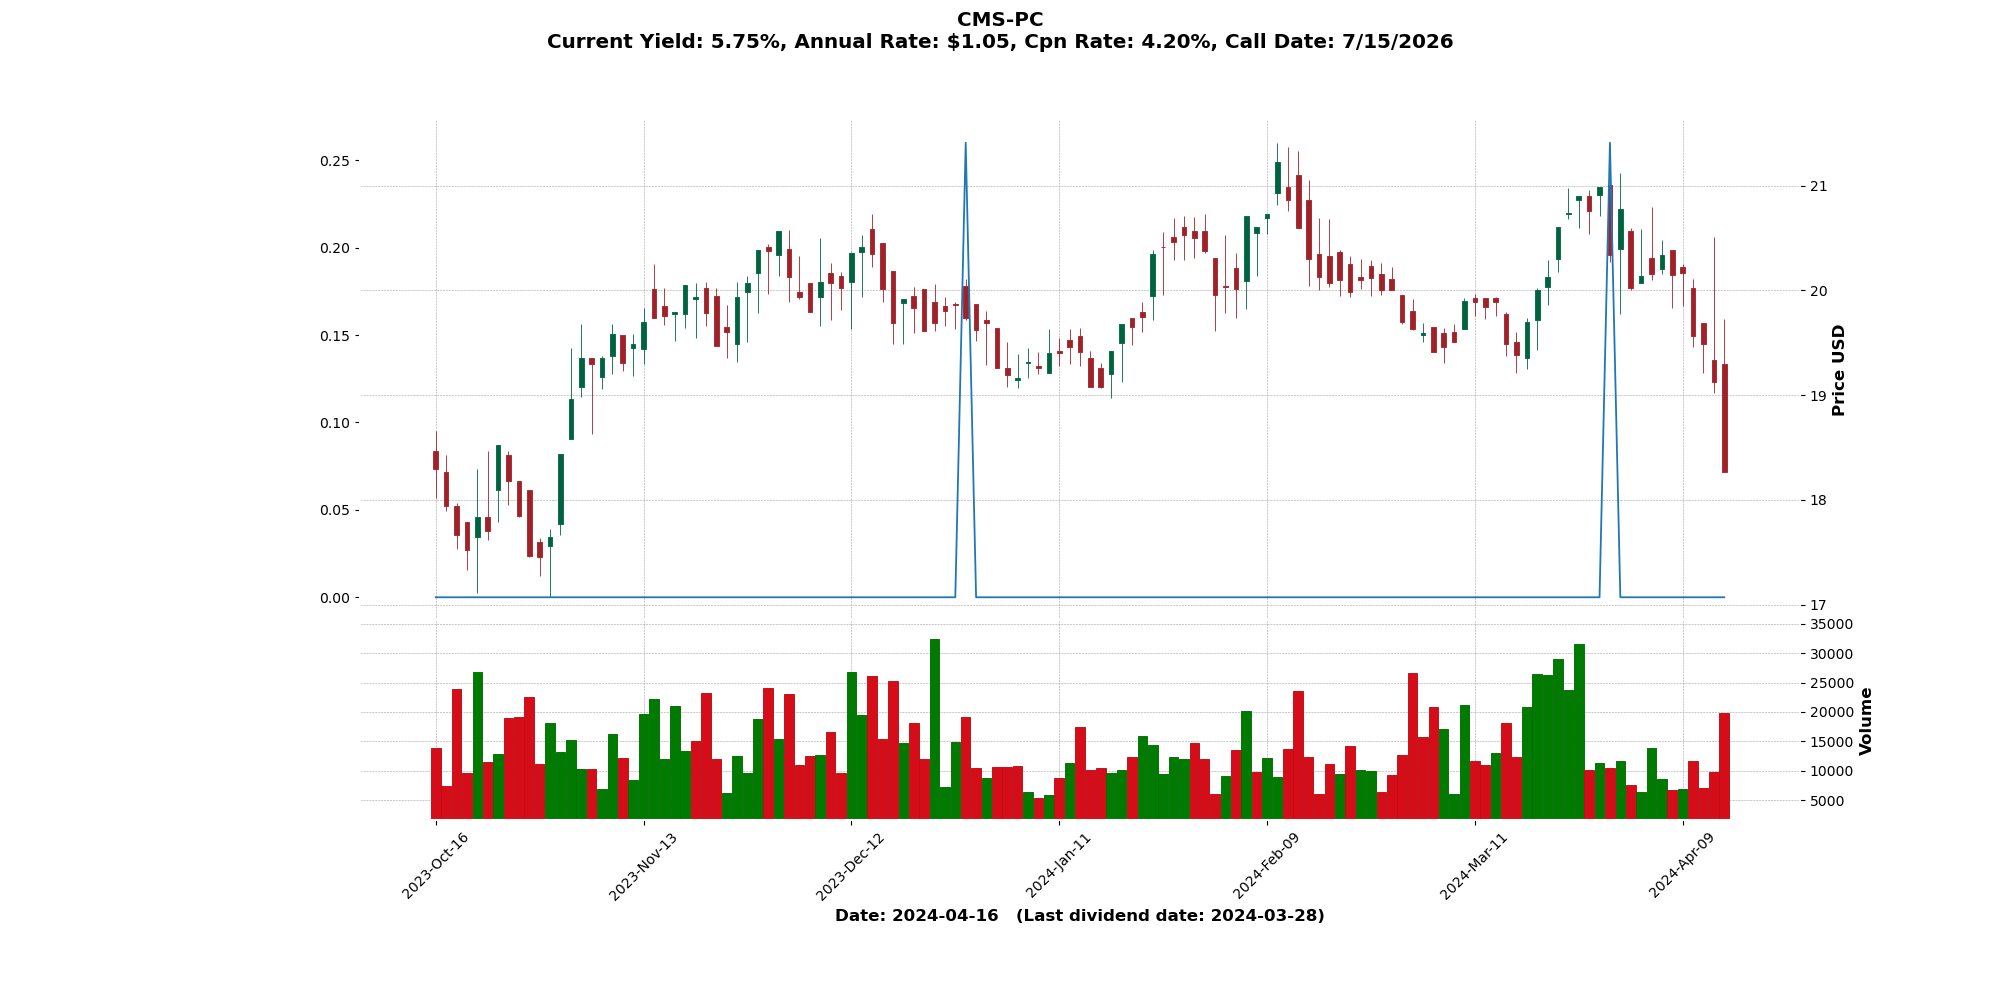 CMS-PC
Current Yield: 5.75%, Annual Rate: $1.05, Cpn Rate: 4.20%, Call Date: 7/15/2026
0.25
0.20
0.15
0.10
0.05
0.00
21
20
19
18
17
Price USD
35000
30000
25000
20000
15000
10000
5000
Volume
2023-Oct-16
2023-Nov-13
2023-Dec-12
2024-Jan-11
2024-Feb-09
2024-Mar-11
2024-Apr-09
Date: 2024-04-16   (Last dividend date: 2024-03-28)